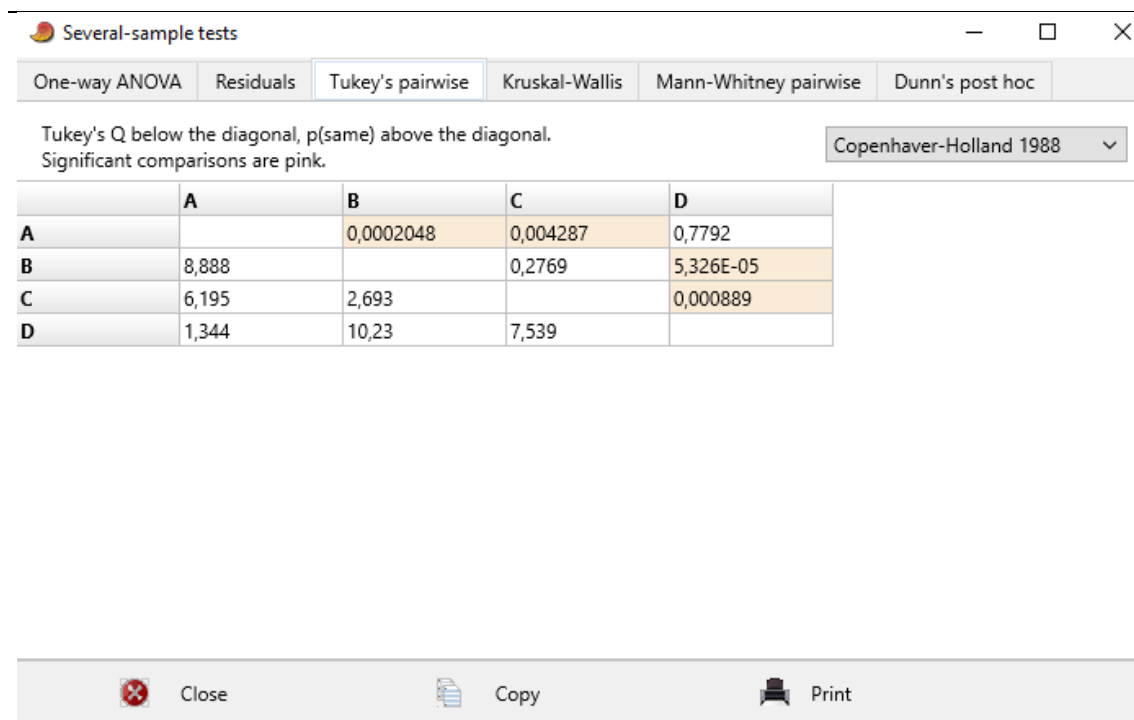 Several-sample tests
One-way ANOVA Residuals Tukey's pairwise Kruskal-Wallis Mann-Whitney pairwise Dunn's post hoc
Tukey's Q below the diagonal, p(same) above the diagonal.
Significant comparisons are pink.
Copenhaver-Holland 1988
A B C D
A 0,0002048 0,004287 0,7792
B 8,888 0,2769 5,326E-05
C 6,195 2,693 0,000889
D 1,344 10,23 7,539
Close Copy Print